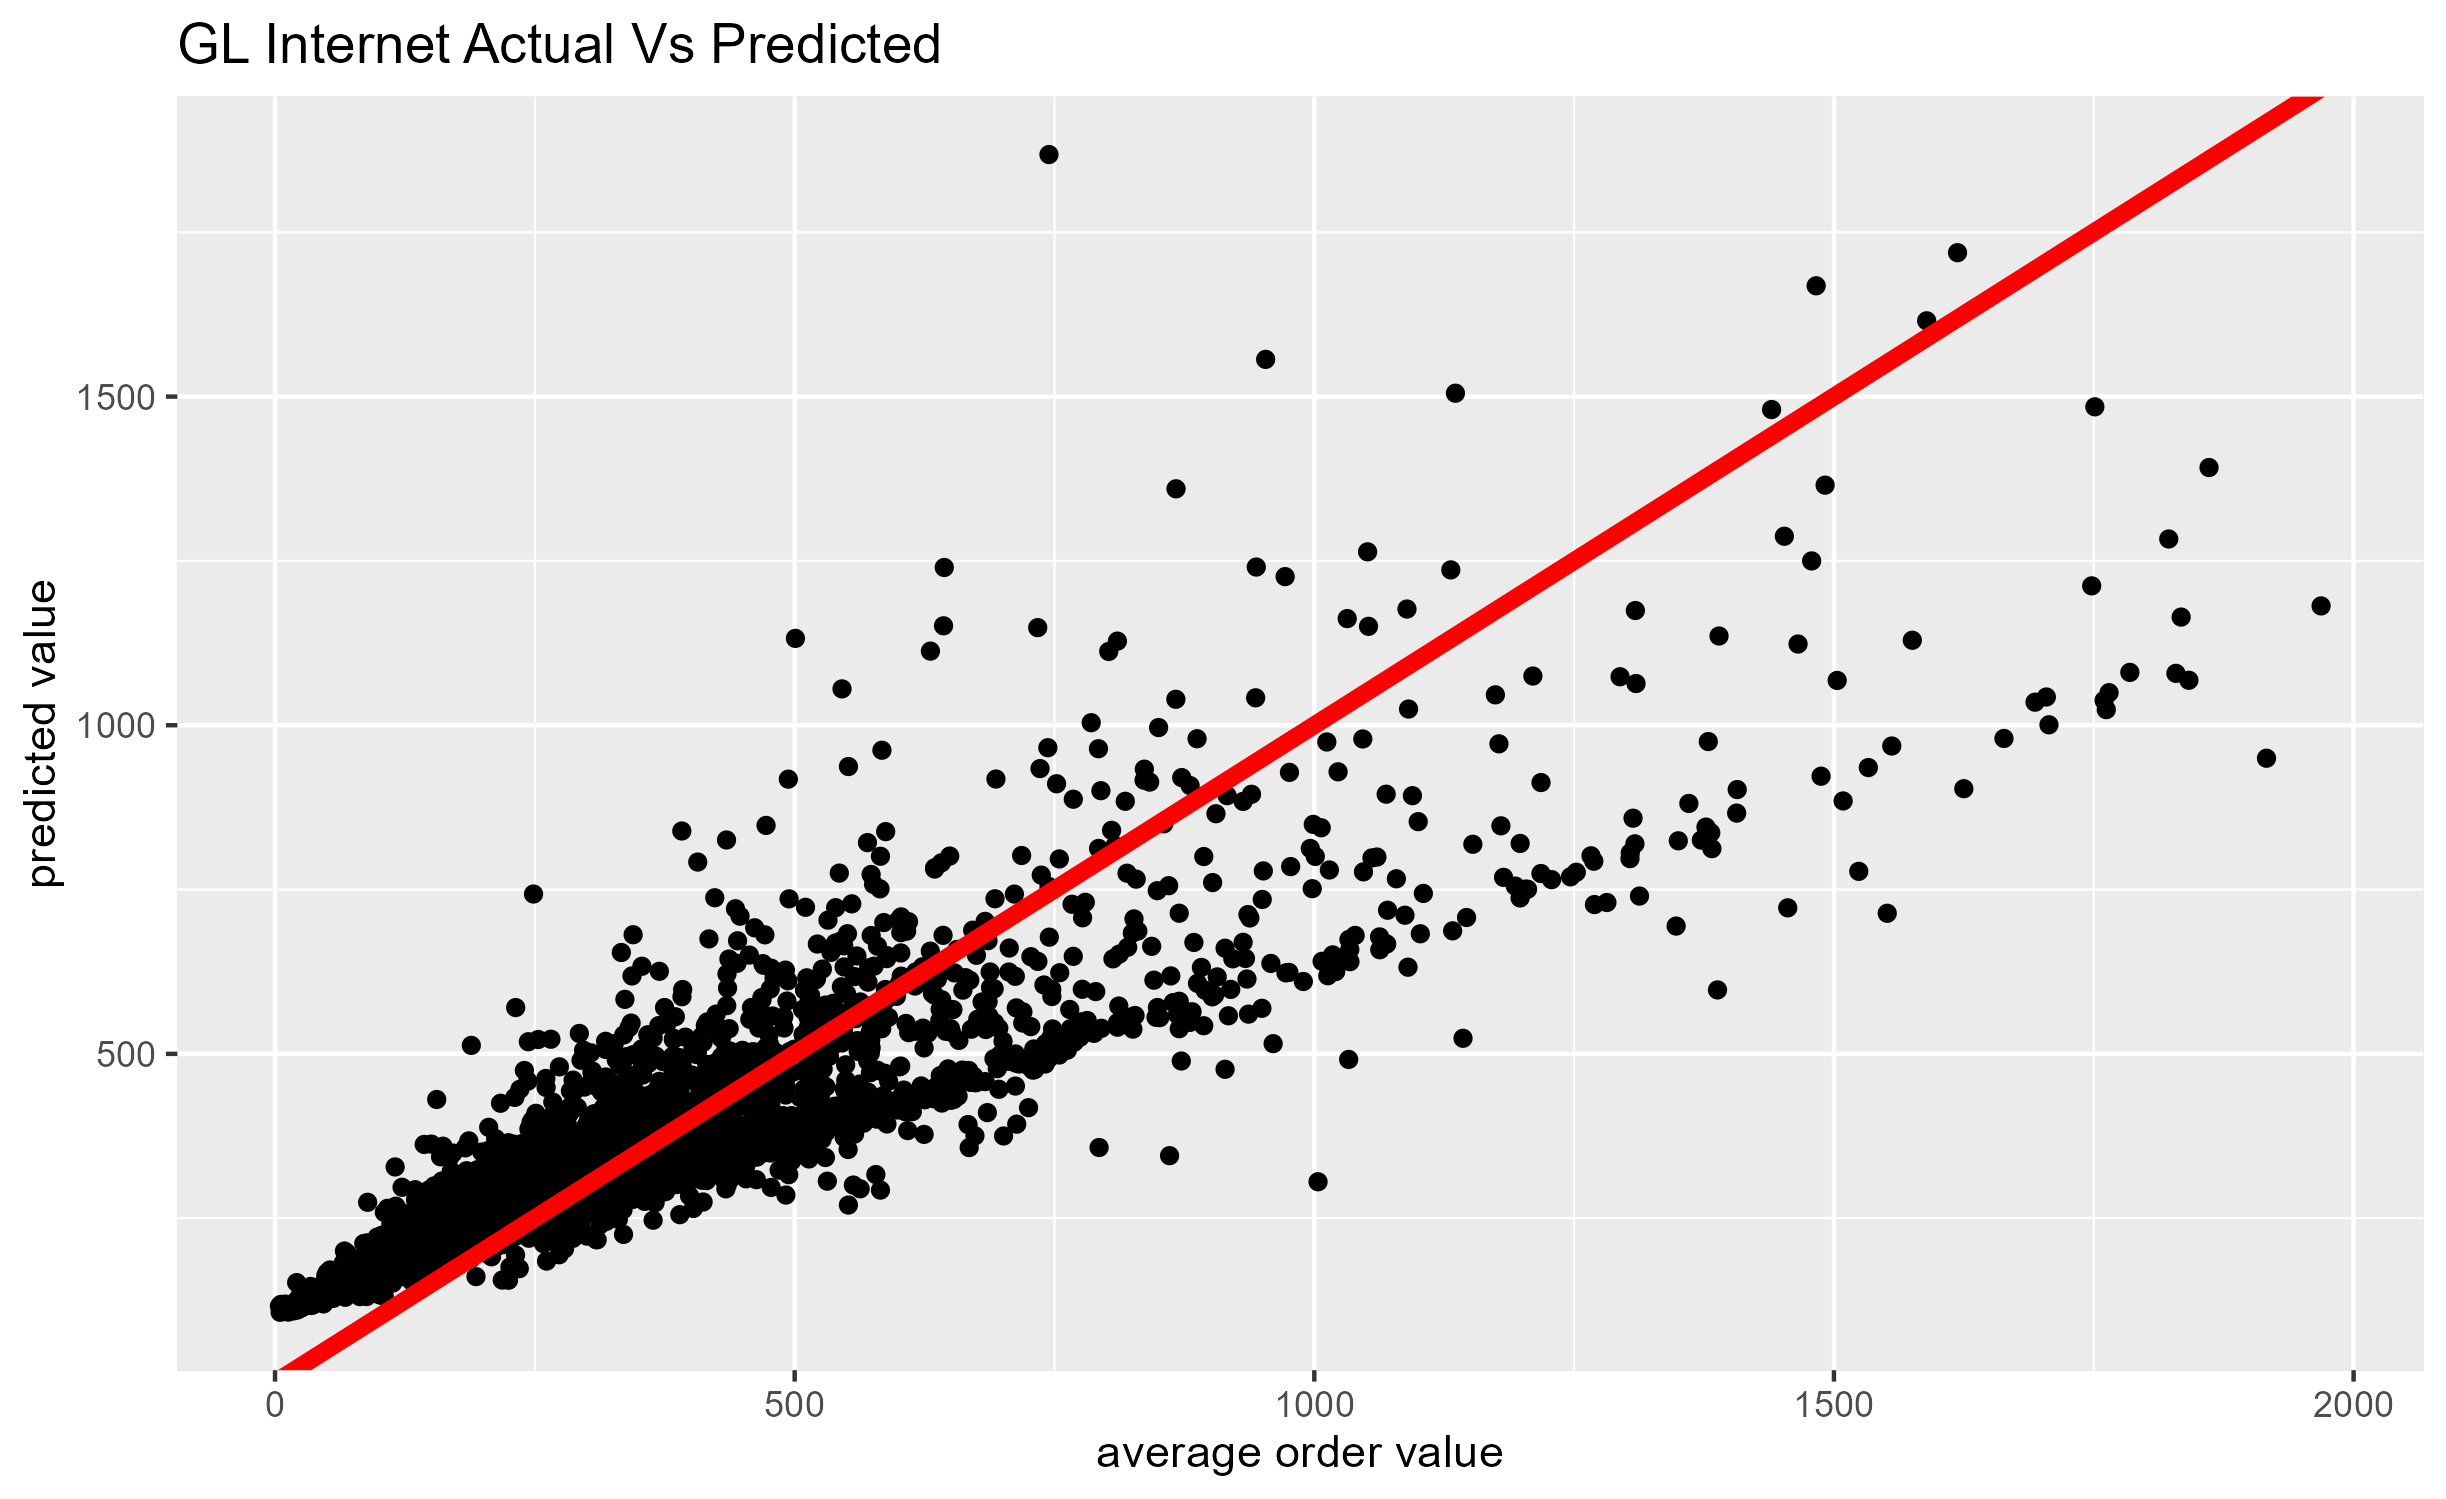 GL Internet Actual Vs Predicted
predicted value
1500
1000
500
0 500 1000 1500 2000
average order value